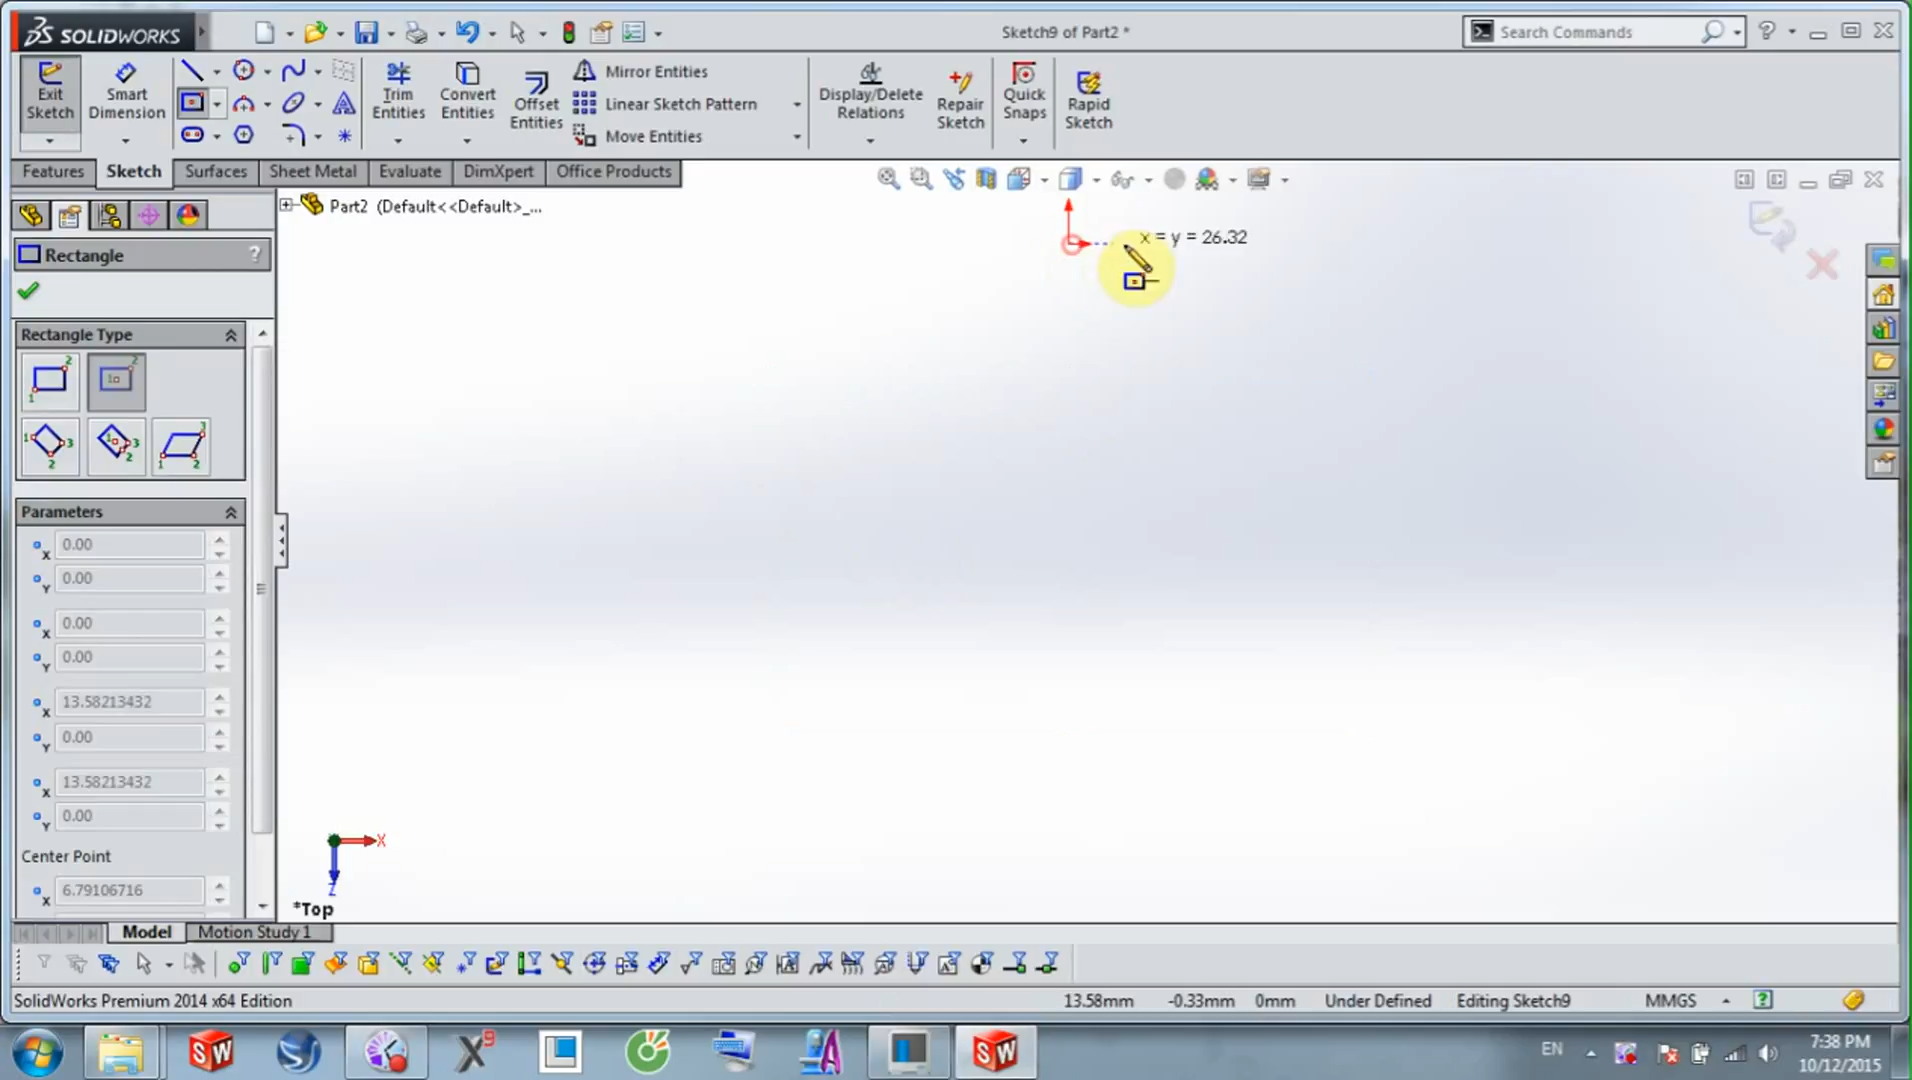 SOLIDWORKS
Sketch9 of Part2 *
Search Commands
Exit Sketch
Smart Dimension
Trim Entities
Convert Entities
Offset Entities
Mirror Entities
Linear Sketch Pattern
Move Entities
Display/Delete Relations
Repair Sketch
Quick Snaps
Rapid Sketch
Features
Sketch
Surfaces
Sheet Metal
Evaluate
DimXpert
Office Products
Part2 (Default<<Default>_...
x = y = 26.32
Rectangle
?
Rectangle Type
Parameters
X 0.00
Y 0.00
X 0.00
Y 0.00
X 13.58213432
Y 0.00
X 13.58213432
Y 0.00
Center Point
X 6.79106716
X
Z
*Top
Model
Motion Study 1
SolidWorks Premium 2014 x64 Edition
13.58mm
-0.33mm
0mm
Under Defined
Editing Sketch9
MMGS
EN
7:38 PM
10/12/2015